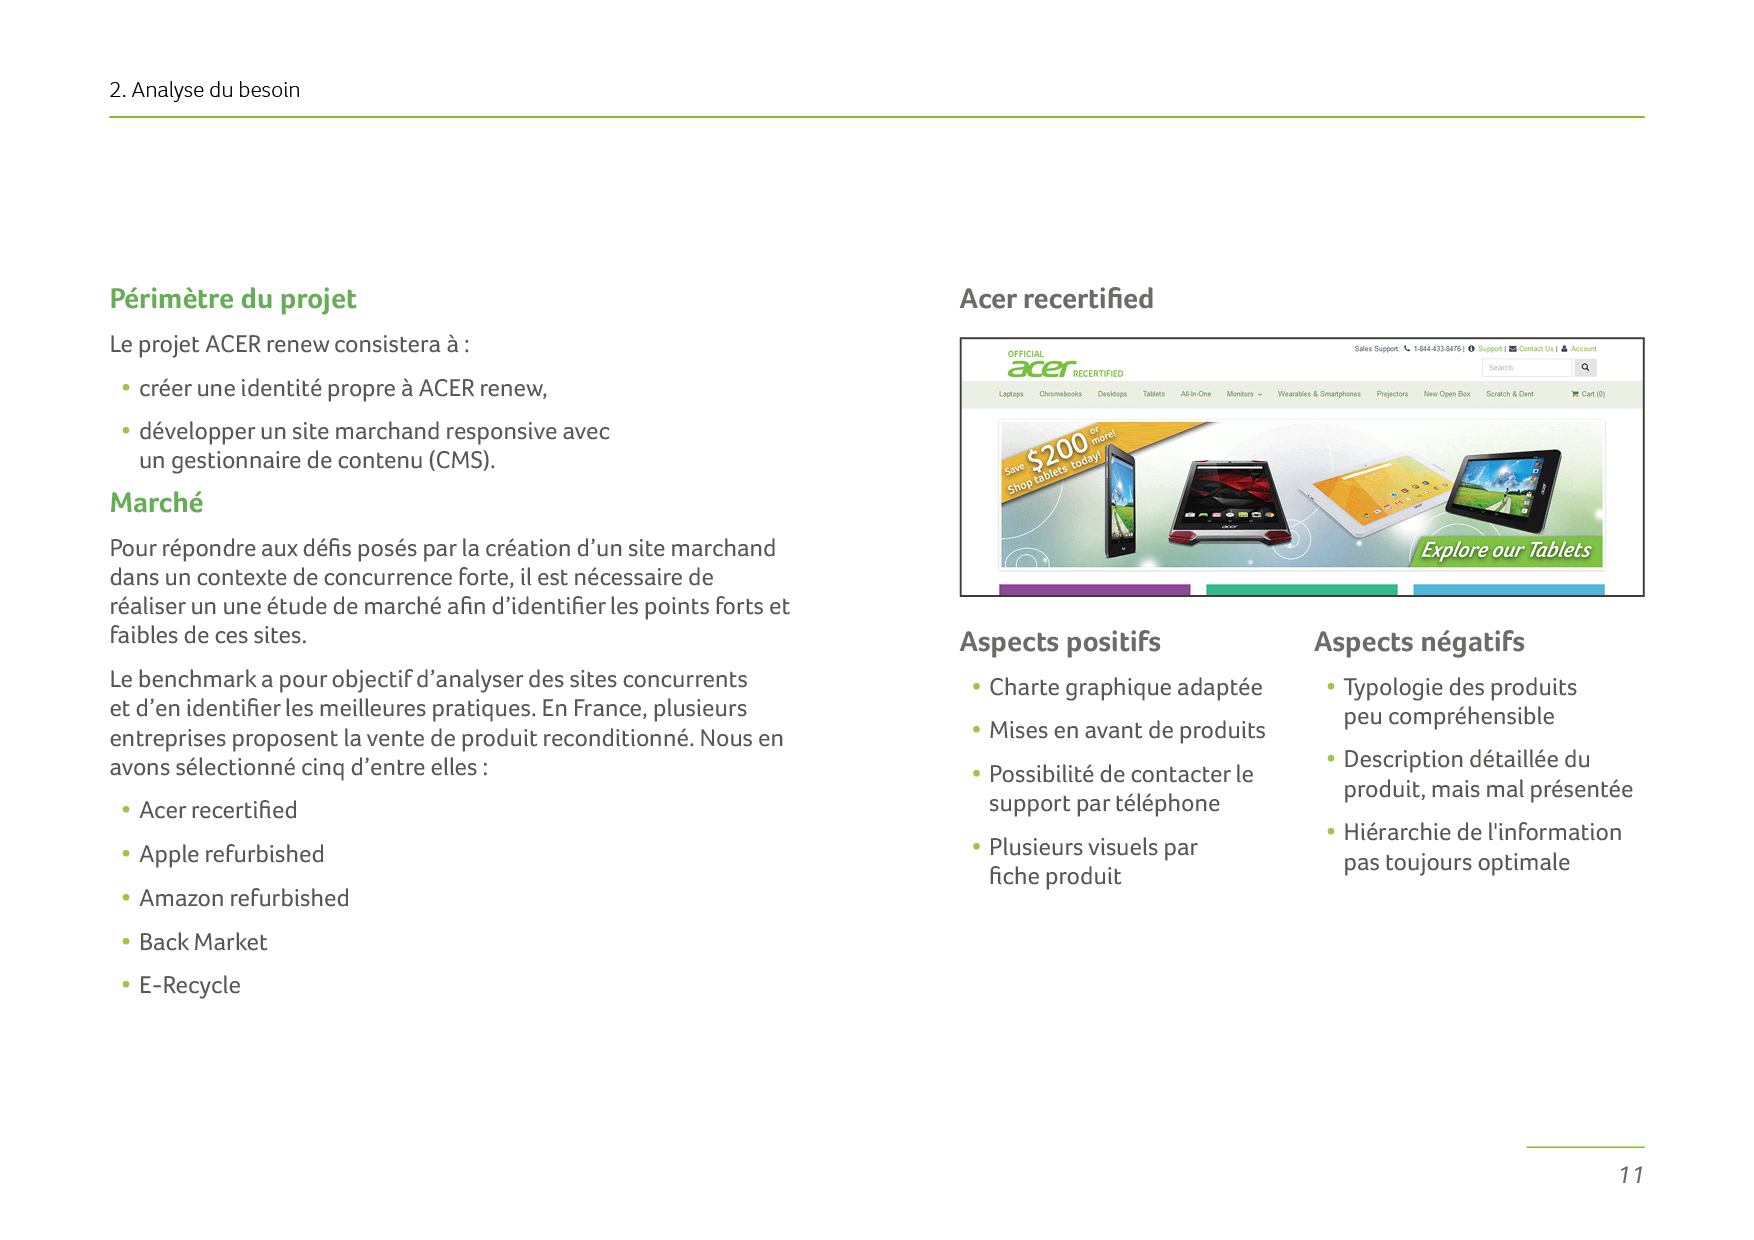 2. Analyse du besoin
Périmètre du projet
Le projet ACER renew consistera à :
• créer une identité propre à ACER renew,
• développer un site marchand responsive avec
un gestionnaire de contenu (CMS).
Marché
Pour répondre aux défis posés par la création d’un site marchand
dans un contexte de concurrence forte, il est nécessaire de
réaliser un une étude de marché afin d’identifier les points forts et
faibles de ces sites.
Le benchmark a pour objectif d’analyser des sites concurrents
et d’en identifier les meilleures pratiques. En France, plusieurs
entreprises proposent la vente de produit reconditionné. Nous en
avons sélectionné cinq d’entre elles :
• Acer recertified
• Apple refurbished
• Amazon refurbished
• Back Market
• E-Recycle
Acer recertified
Sales Support: 1-844-433-8476 | Support | Contact Us | Account
OFFICIAL
acer RECERTIFIED
Search
Laptops Chromebooks Desktops Tablets All-In-One Monitors Wearables & Smartphones Projectors New Open Box Scratch & Dent Cart (0)
Save $200 or more!
Shop tablets today!
acer
Explore our Tablets
Aspects positifs
• Charte graphique adaptée
• Mises en avant de produits
• Possibilité de contacter le
support par téléphone
• Plusieurs visuels par
fiche produit
Aspects négatifs
• Typologie des produits
peu compréhensible
• Description détaillée du
produit, mais mal présentée
• Hiérarchie de l'information
pas toujours optimale
11